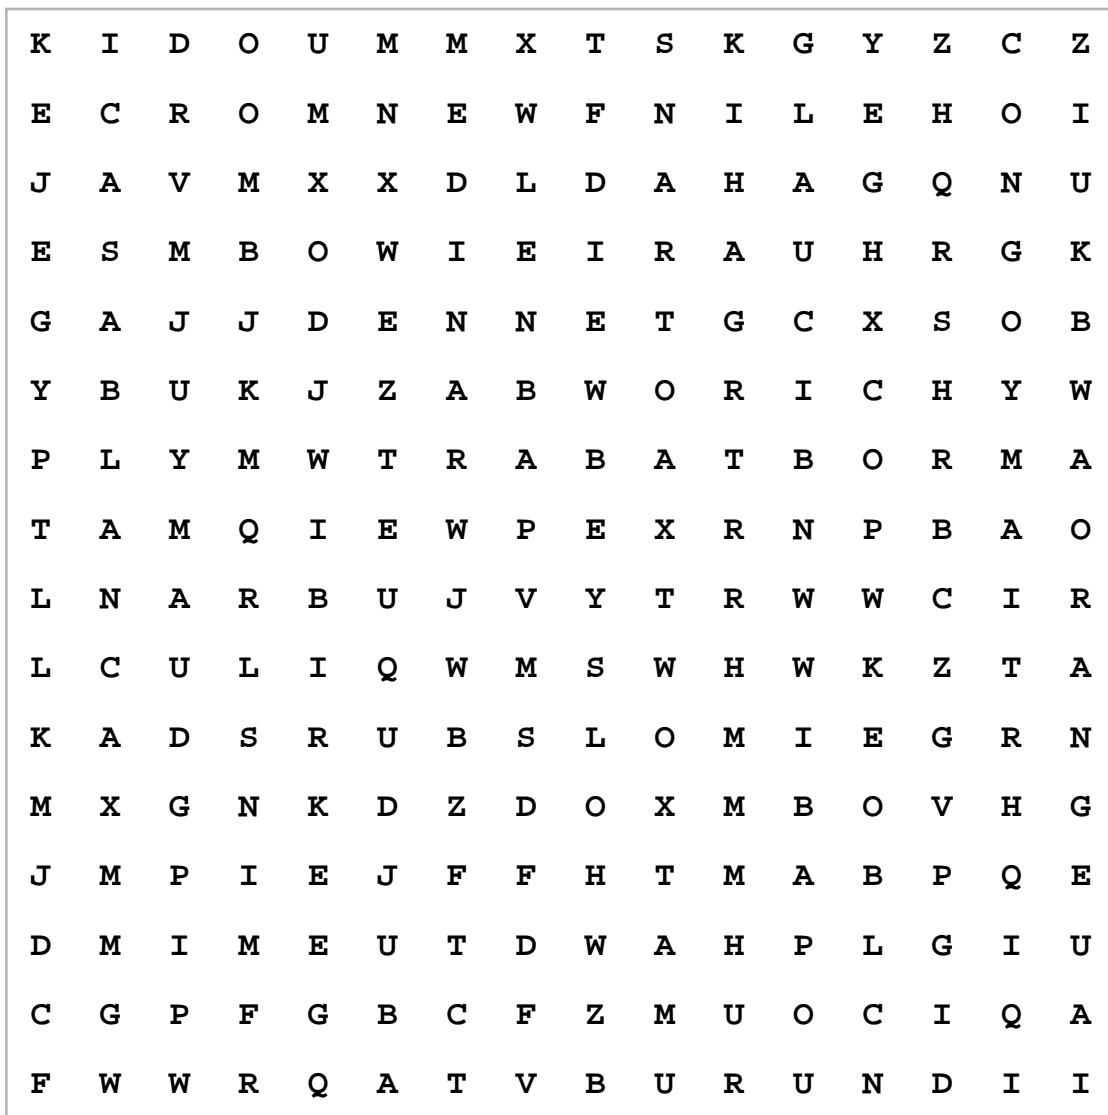 K I D O U M M X T S K G Y Z C Z
E C R O M N E W F N I L E H O I
J A V M X X D L D A H A G Q N U
E S M B O W I E I R A U H R G K
G A J J D E N N E T G C X S O B
Y B U K J Z A B W O R I C H Y W
P L Y M W T R A B A T B O R M A
T A M Q I E W P E X R N P B A O
L N A R B U J V Y T R W W C I R
L C U L I Q W M S W H W K Z T A
K A D S R U B S L O M I E G R N
M X G N K D Z D O X M B O V H G
J M P I E J F F H T M A B P Q E
D M I M E U T D W A H P L G I U
C G P F G B C F Z M U O C I Q A
F W W R Q A T V B U R U N D I I